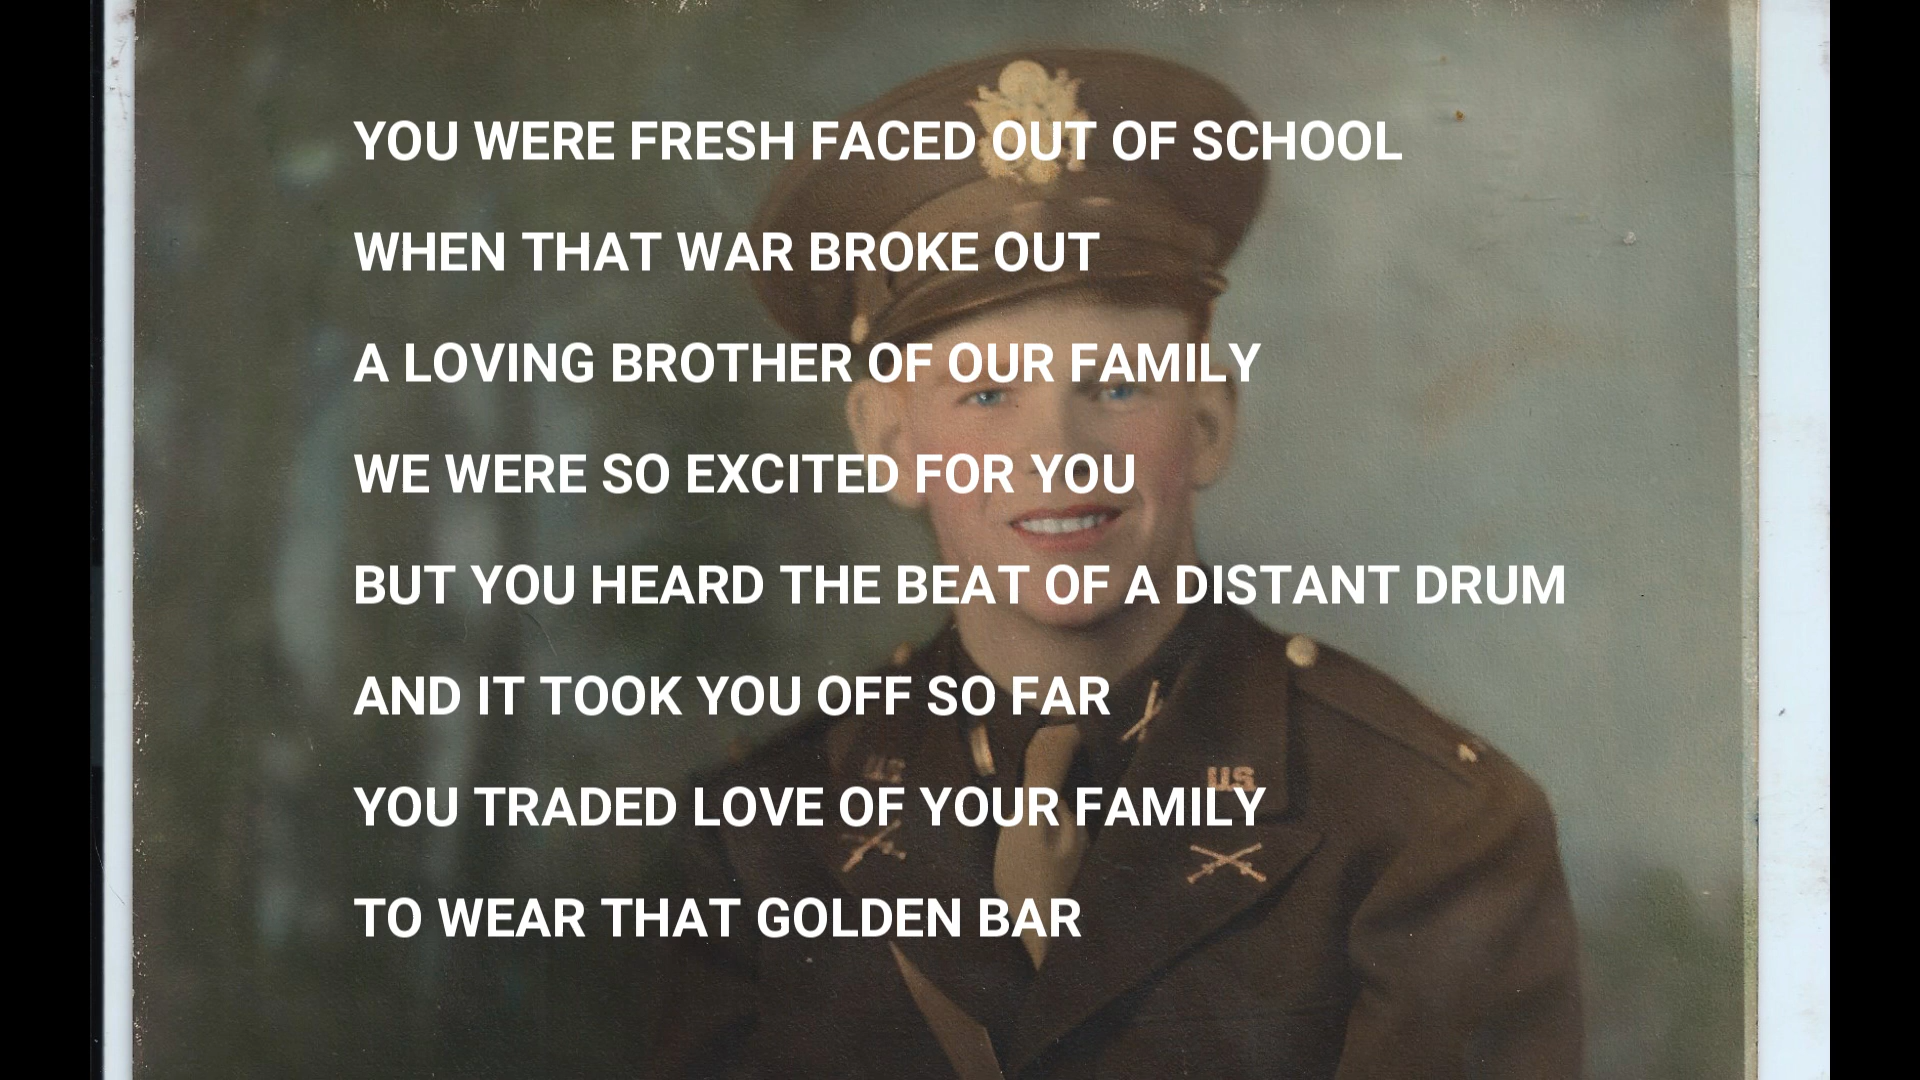 YOU WERE FRESH FACED OUT OF SCHOOL
WHEN THAT WAR BROKE OUT
A LOVING BROTHER OF OUR FAMILY
WE WERE SO EXCITED FOR YOU
BUT YOU HEARD THE BEAT OF A DISTANT DRUM
AND IT TOOK YOU OFF SO FAR
US
U.S.
YOU TRADED LOVE OF YOUR FAMILY
TO WEAR THAT GOLDEN BAR